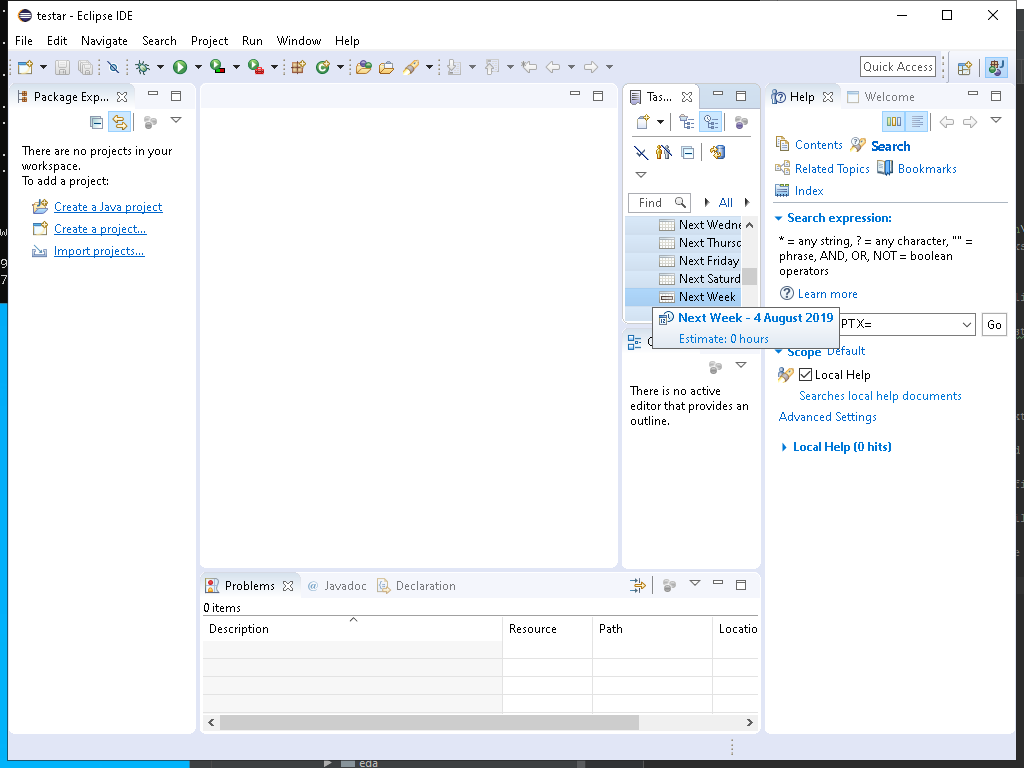 testar - Eclipse IDE
File Edit Navigate Search Project Run Window Help
Quick Access
Package Exp...
There are no projects in your
workspace.
To add a project:
Create a Java project
Create a project...
Import projects...
Tas...
Find
All
Next Wedne
Next Thursd
Next Friday
Next Saturd
Next Week
Next Week - 4 August 2019
Estimate: 0 hours
There is no active
editor that provides an
outline.
Help Welcome
Contents Search
Related Topics Bookmarks
Index
Search expression:
* = any string, ? = any character, "" =
phrase, AND, OR, NOT = boolean
operators
Learn more
PTX=
Go
Scope Default
Local Help
Searches local help documents
Advanced Settings
Local Help (0 hits)
Problems @ Javadoc Declaration
0 items
Description Resource Path Locatio
eda